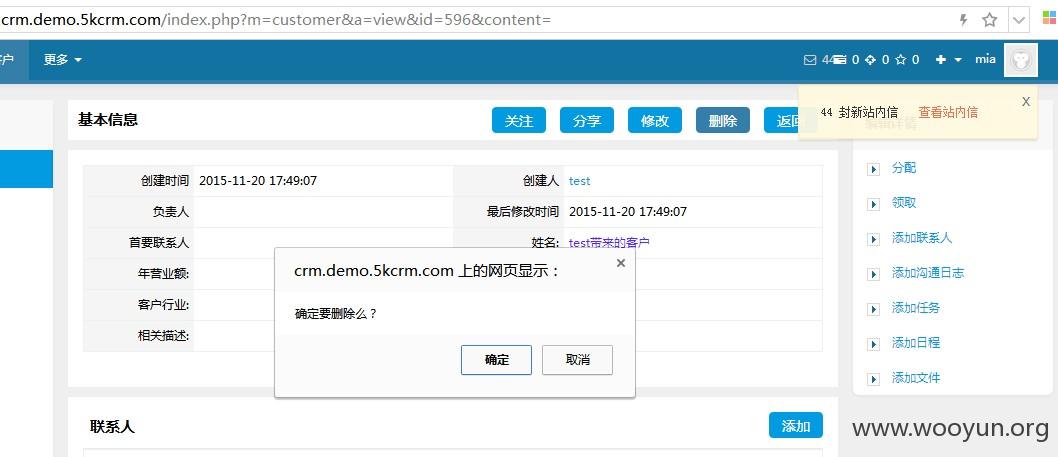 crm.demo.5kcrm.com/index.php?m=customer&a=view&id=596&content=
户 更多 44 0 0 0 mia
44 封新站内信 查看站内信 X
基本信息 关注 分享 修改 删除 返回
创建时间 2015-11-20 17:49:07 创建人 test
负责人 最后修改时间 2015-11-20 17:49:07
首要联系人 姓名: test带来的客户
年营业额:
客户行业:
相关描述:
crm.demo.5kcrm.com 上的网页显示：
确定要删除么？
确定 取消
分配
领取
添加联系人
添加沟通日志
添加任务
添加日程
添加文件
联系人 添加
www.wooyun.org